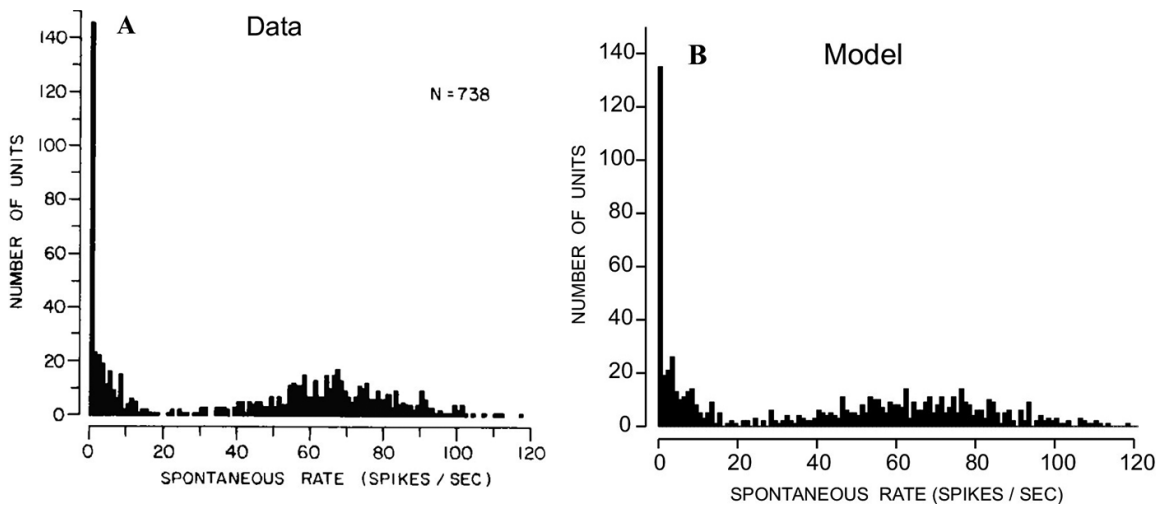 A Data
N = 738
NUMBER OF UNITS
140
120
100
80
60
40
20
0
0 20 40 60 80 100 120
SPONTANEOUS RATE (SPIKES / SEC)
B Model
NUMBER OF UNITS
140
120
100
80
60
40
20
0
0 20 40 60 80 100 120
SPONTANEOUS RATE (SPIKES / SEC)